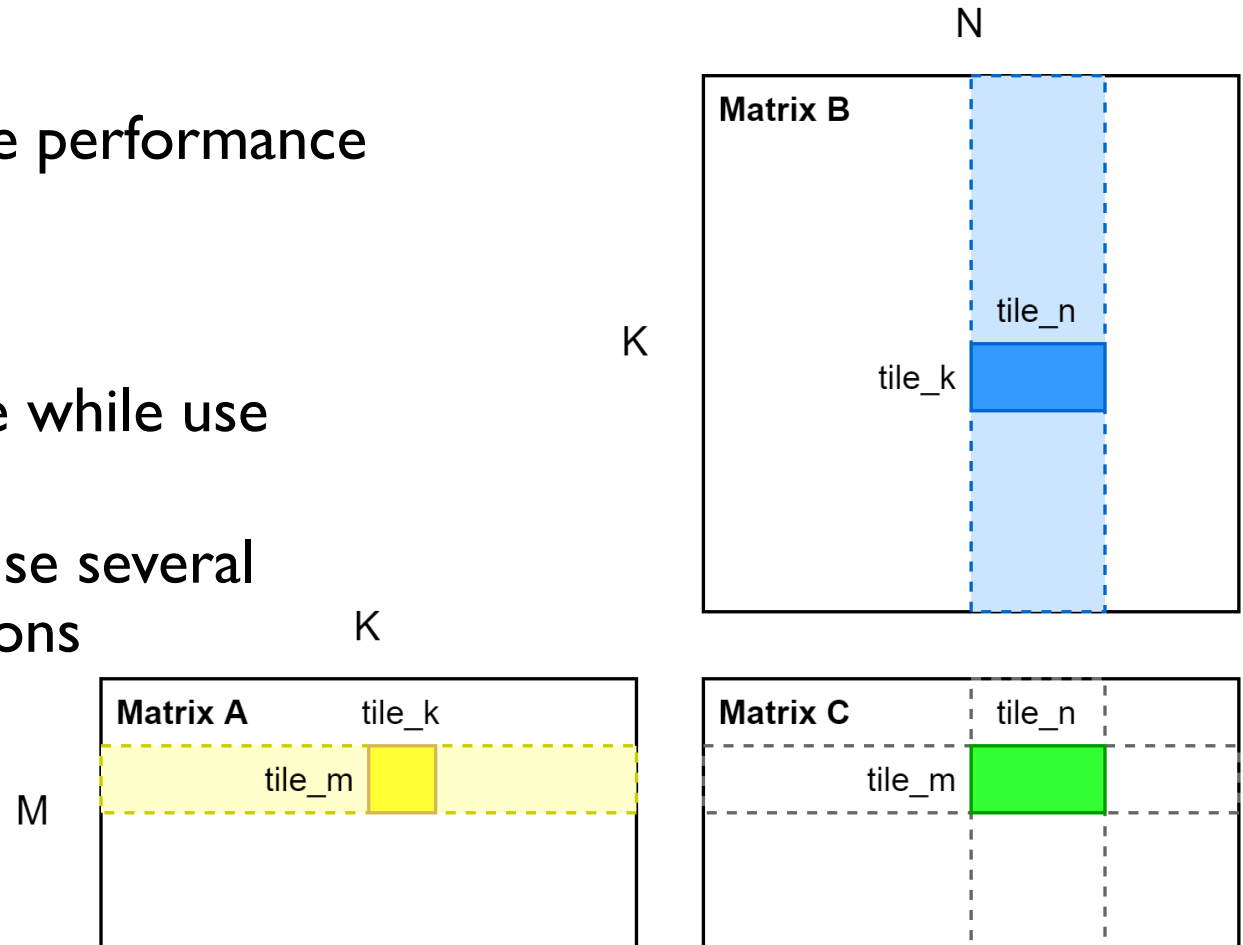 N
Matrix B
e performance
tile_n
K
tile_k
e while use
se several
ons
K
Matrix A
tile_k
Matrix C
tile_n
tile_m
tile_m
M